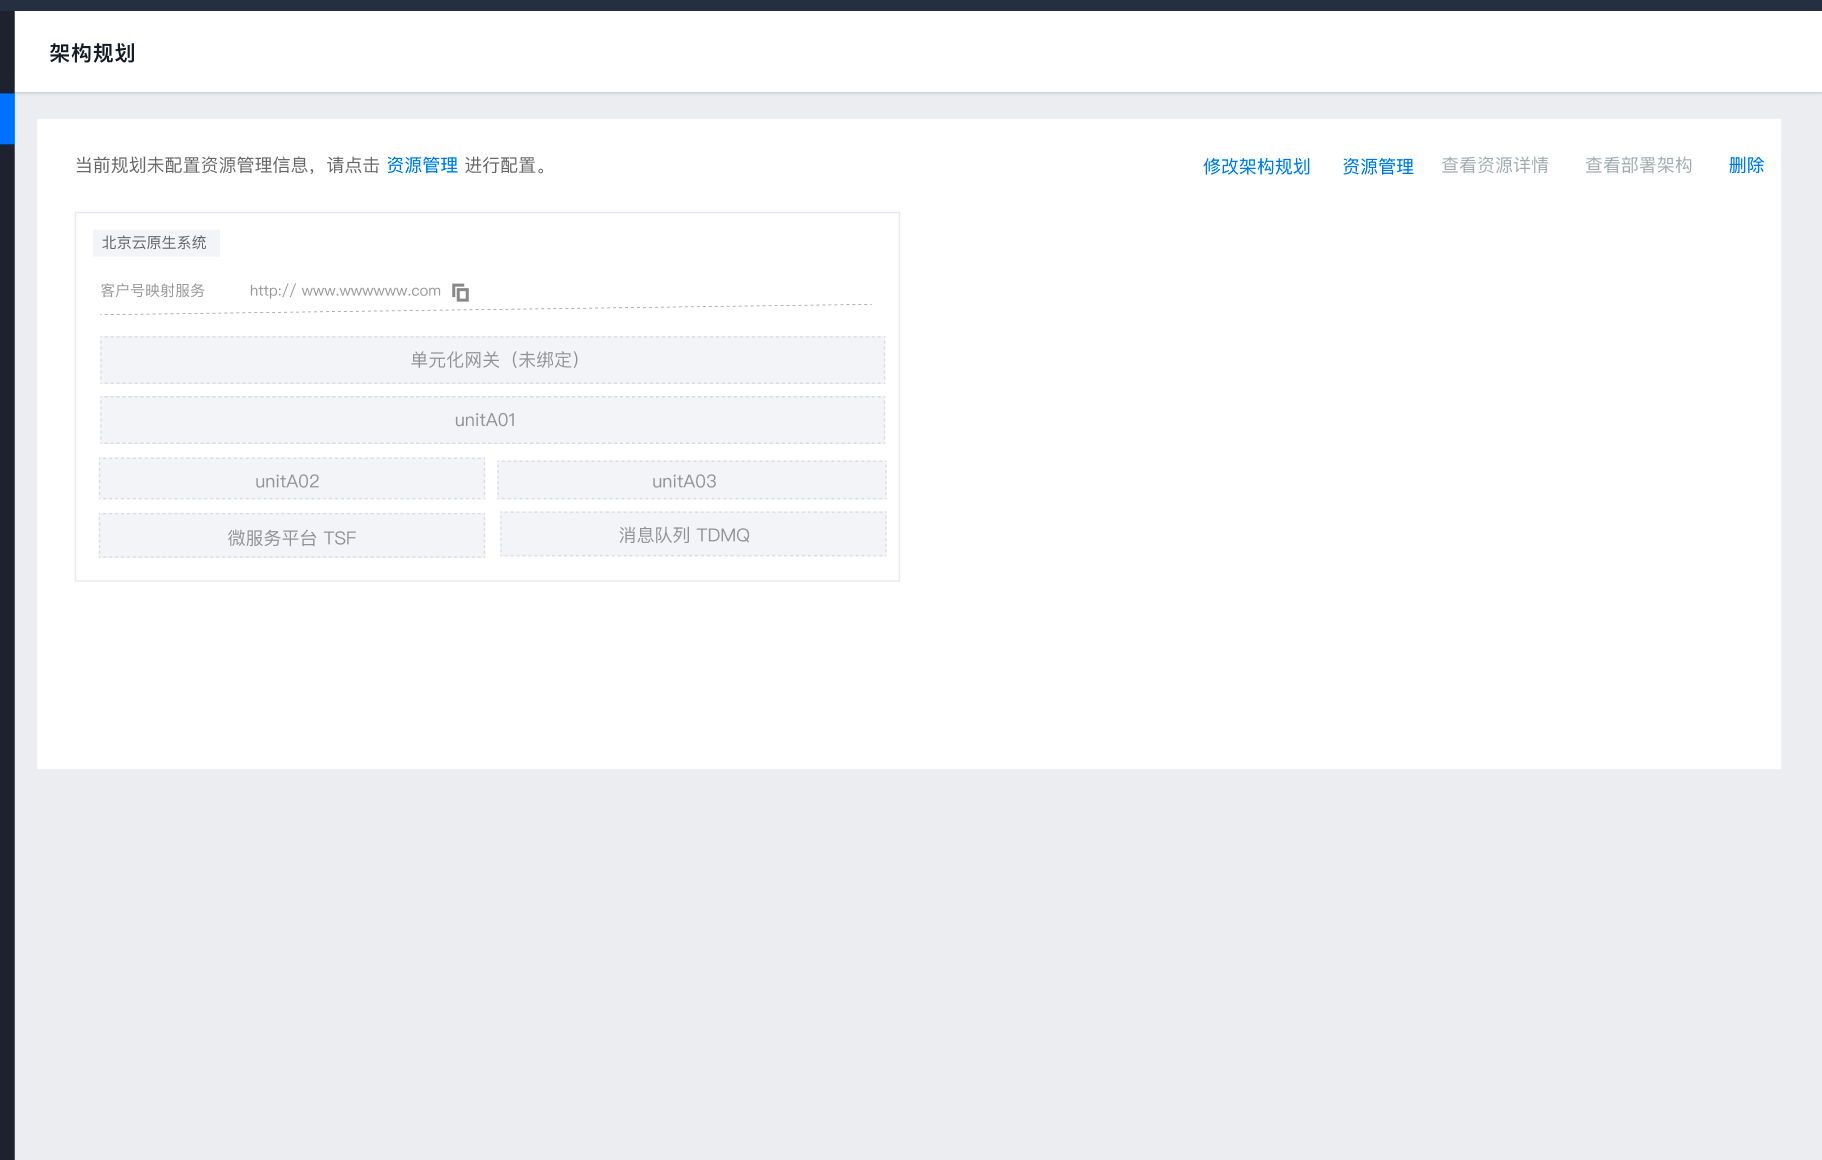 架构规划
当前规划未配置资源管理信息，请点击 资源管理 进行配置。
修改架构规划 资源管理 查看资源详情 查看部署架构 删除
北京云原生系统
客户号映射服务 http:// www.wwwwww.com
单元化网关（未绑定）
unitA01
unitA02 unitA03
微服务平台 TSF 消息队列 TDMQ